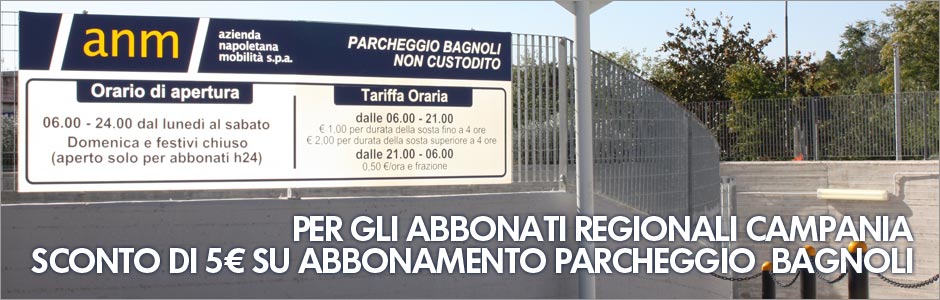 anm
azienda
napoletana
mobilità s.p.a.
PARCHEGGIO BAGNOLI
NON CUSTODITO
Orario di apertura
06.00 - 24.00 dal lunedi al sabato
Domenica e festivi chiuso
(aperto solo per abbonati h24)
Tariffa Oraria
dalle 06.00 - 21.00
€ 1,00 per durata della sosta fino a 4 ore
€ 2,00 per durata della sosta superiore a 4 ore
dalle 21.00 - 06.00
0,50 €/ora e frazione
PER GLI ABBONATI REGIONALI CAMPANIA
SCONTO DI 5€ SU ABBONAMENTO PARCHEGGIO BAGNOLI